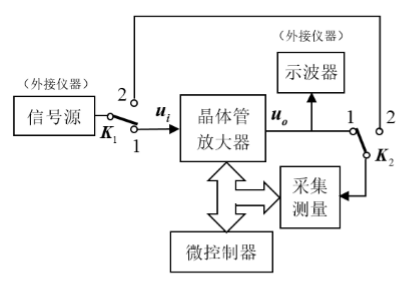 （外接仪器）
示波器
（外接仪器）
信号源
2
K1
1
ui
晶体管
放大器
uo
1
2
K2
采集
测量
微控制器